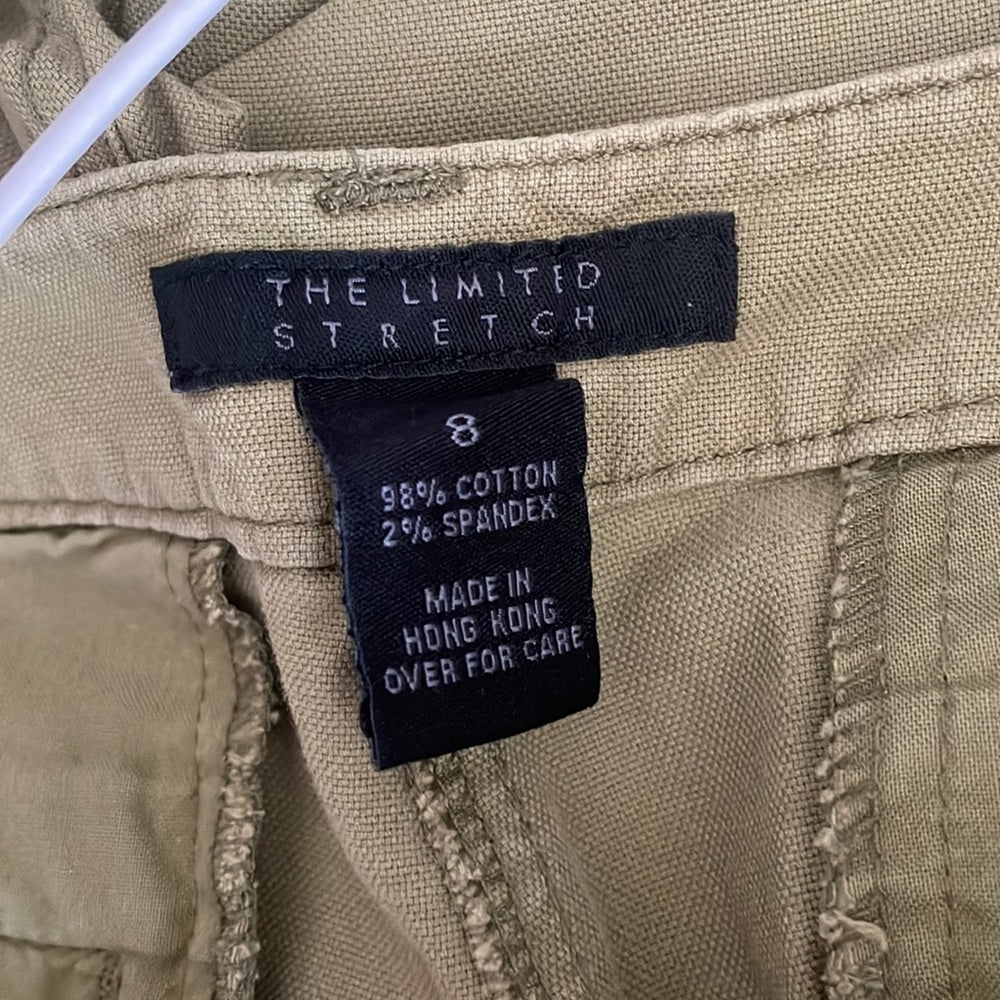 THE LIMITED
STRETCH
8
98% COTTON
2% SPANDEX
MADE IN
HONG KONG
OVER FOR CARE